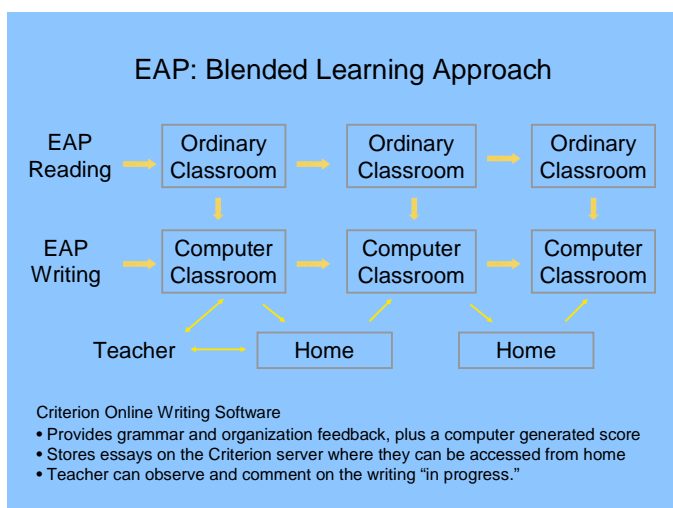 EAP: Blended Learning Approach
EAP
Reading
Ordinary
Classroom
Ordinary
Classroom
Ordinary
Classroom
EAP
Writing
Computer
Classroom
Computer
Classroom
Computer
Classroom
Teacher
Home
Home
Criterion Online Writing Software
• Provides grammar and organization feedback, plus a computer generated score
• Stores essays on the Criterion server where they can be accessed from home
• Teacher can observe and comment on the writing “in progress.”